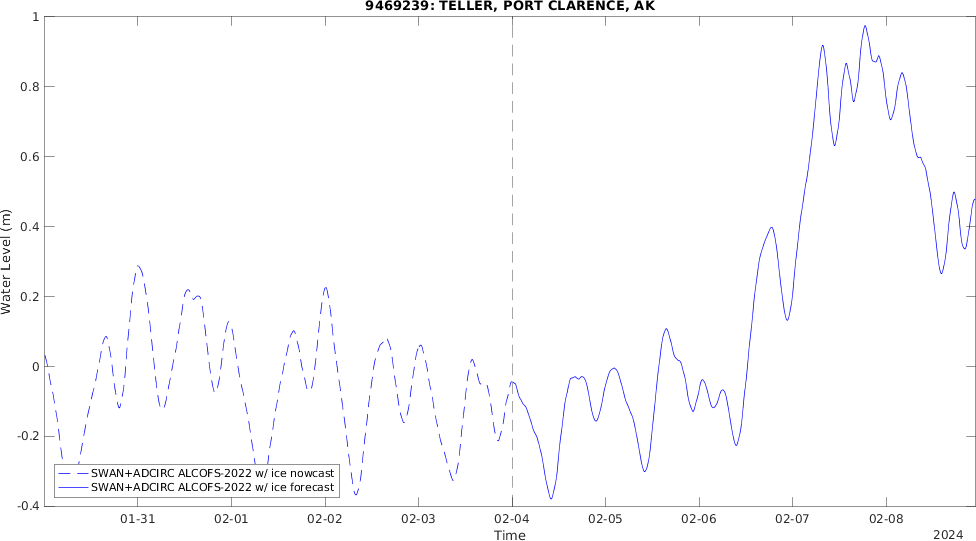 9469239: TELLER, PORT CLARENCE, AK
1
0.8
0.6
0.4
0.2
0
-0.2
-0.4
Water Level (m)
SWAN+ADCIRC ALCOFS-2022 w/ ice nowcast
SWAN+ADCIRC ALCOFS-2022 w/ ice forecast
01-31 02-01 02-02 02-03 02-04 02-05 02-06 02-07 02-08
Time
2024